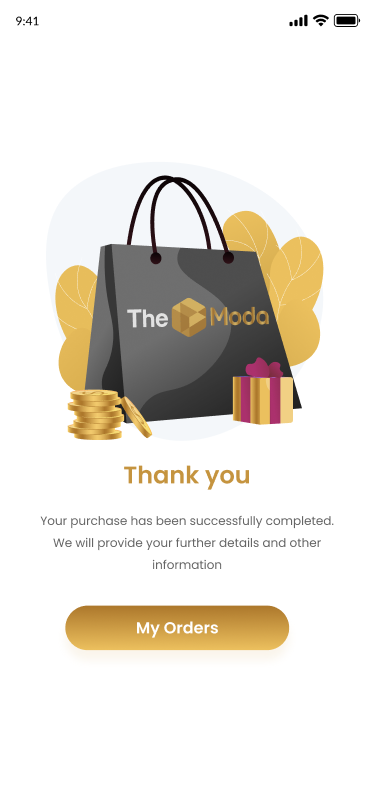 9:41
The Moda
Thank you
Your purchase has been successfully completed.
We will provide your further details and other
information
My Orders